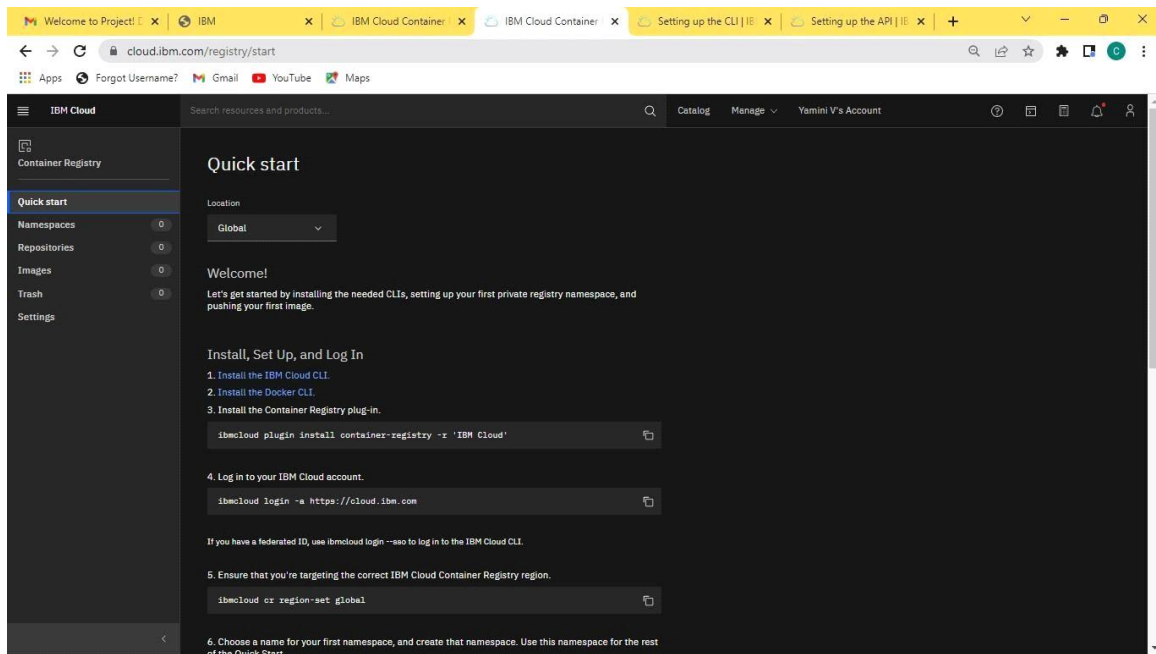 Welcome to Project! D
IBM
IBM Cloud Container
IBM Cloud Container
Setting up the CLI | IB
Setting up the API | IE
cloud.ibm.com/registry/start
C
Apps
Forgot Username?
Gmail
YouTube
Maps
IBM Cloud
Search resources and products...
Catalog
Manage
Yamini V's Account
Container Registry
Quick start
Namespaces 0
Repositories 0
Images 0
Trash 0
Settings
Quick start
Location
Global
Welcome!
Let's get started by installing the needed CLIs, setting up your first private registry namespace, and
pushing your first image.
Install, Set Up, and Log In
1. Install the IBM Cloud CLI.
2. Install the Docker CLI.
3. Install the Container Registry plug-in.
ibmcloud plugin install container-registry -r 'IBM Cloud'
4. Log in to your IBM Cloud account.
ibmcloud login -a https://cloud.ibm.com
If you have a federated ID, use ibmcloud login --sso to log in to the IBM Cloud CLI.
5. Ensure that you're targeting the correct IBM Cloud Container Registry region.
ibmcloud cr region-set global
6. Choose a name for your first namespace, and create that namespace. Use this namespace for the rest
of the Quick Start.